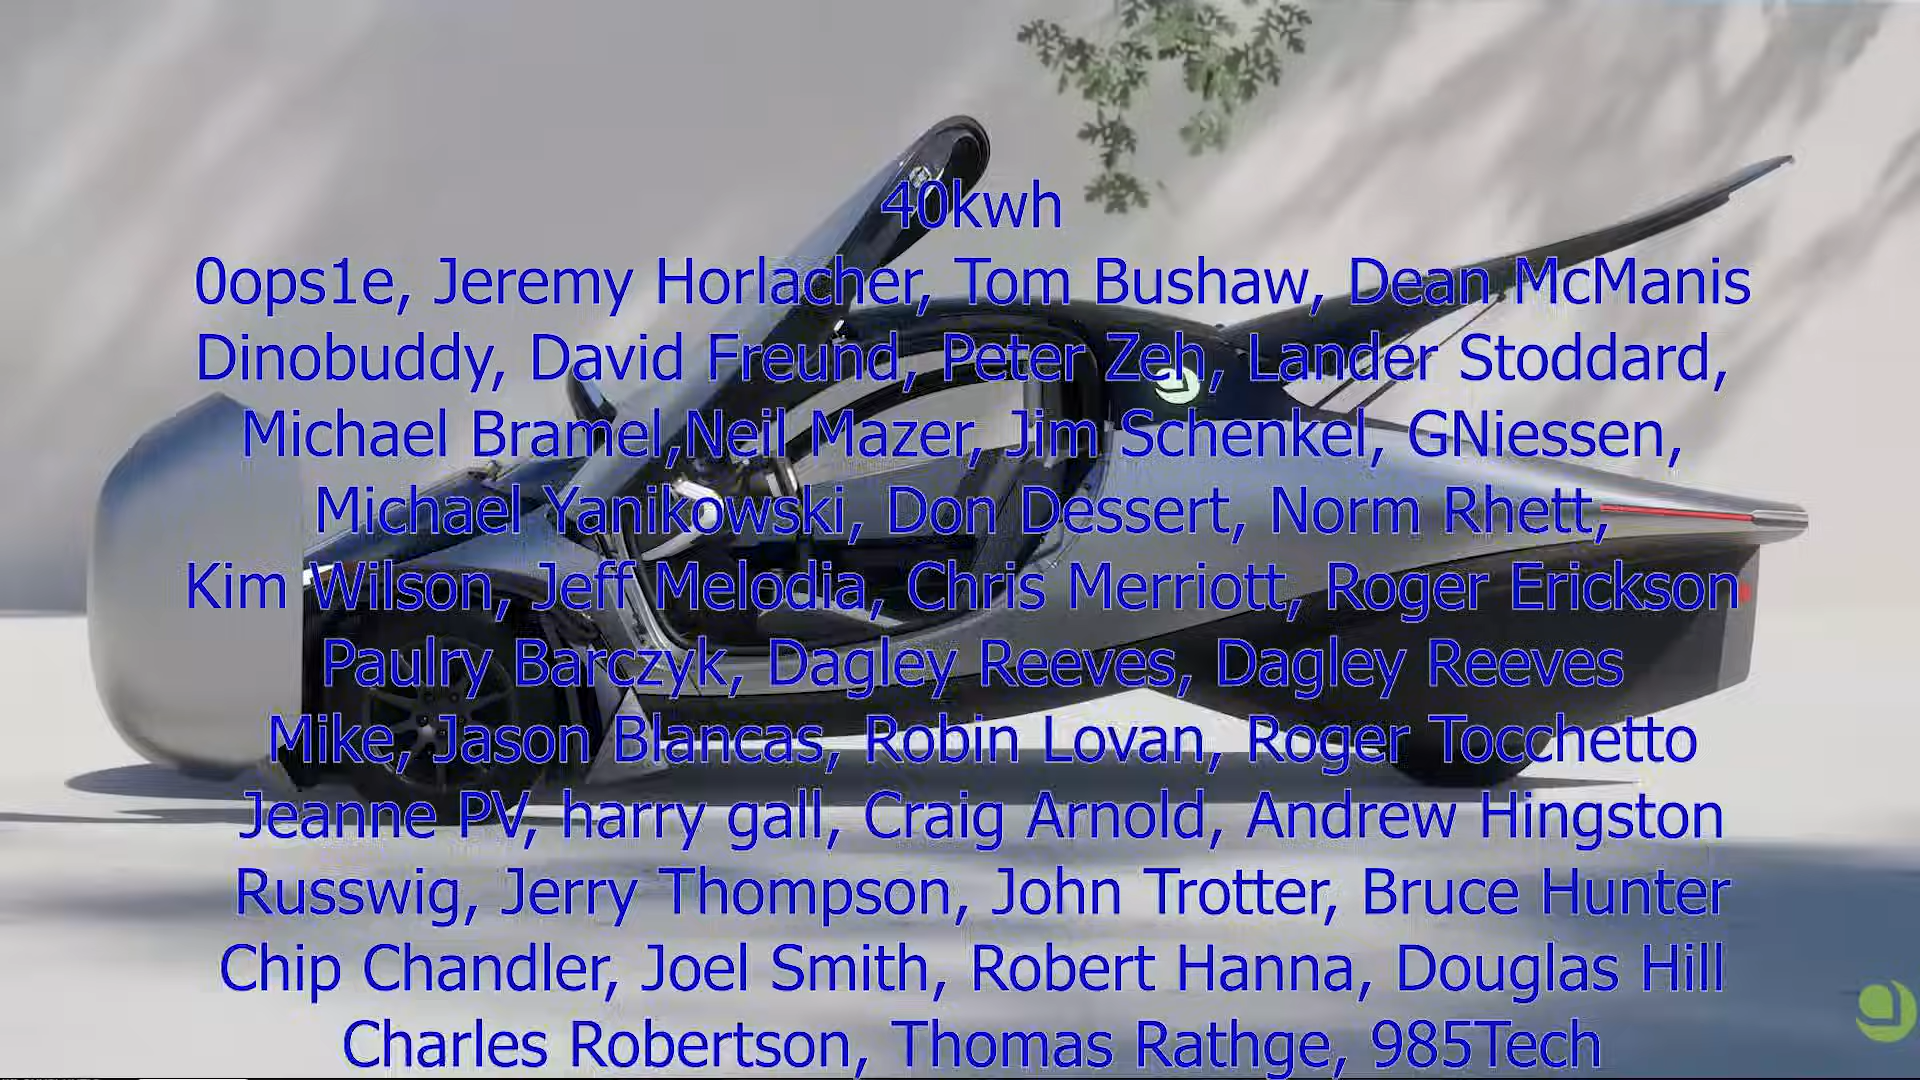 40kwh
0ops1e, Jeremy Horlacher, Tom Bushaw, Dean McManis
Dinobuddy, David Freund, Peter Zeh, Lander Stoddard,
Michael Bramel,Neil Mazer, Jim Schenkel, GNiessen,
Michael Yanikowski, Don Dessert, Norm Rhett,
Kim Wilson, Jeff Melodia, Chris Merriott, Roger Erickson
Paulry Barczyk, Dagley Reeves, Dagley Reeves
Mike, Jason Blancas, Robin Lovan, Roger Tocchetto
Jeanne PV, harry gall, Craig Arnold, Andrew Hingston
Russwig, Jerry Thompson, John Trotter, Bruce Hunter
Chip Chandler, Joel Smith, Robert Hanna, Douglas Hill
Charles Robertson, Thomas Rathge, 985Tech